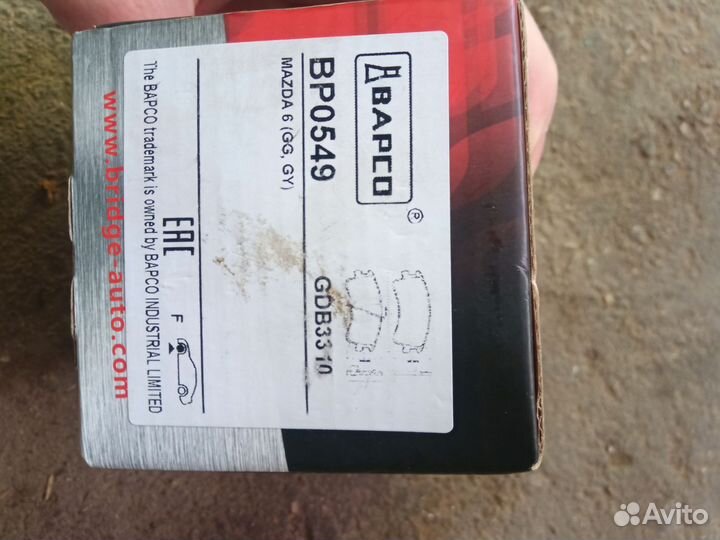 BAPCO
BP0549
MAZDA 6 (GG, GY)
GDB3310
EAC
F
The BAPCO trademark is owned by BAPCO INDUSTRIAL LIMITED
www.bridge-auto.com
Avito